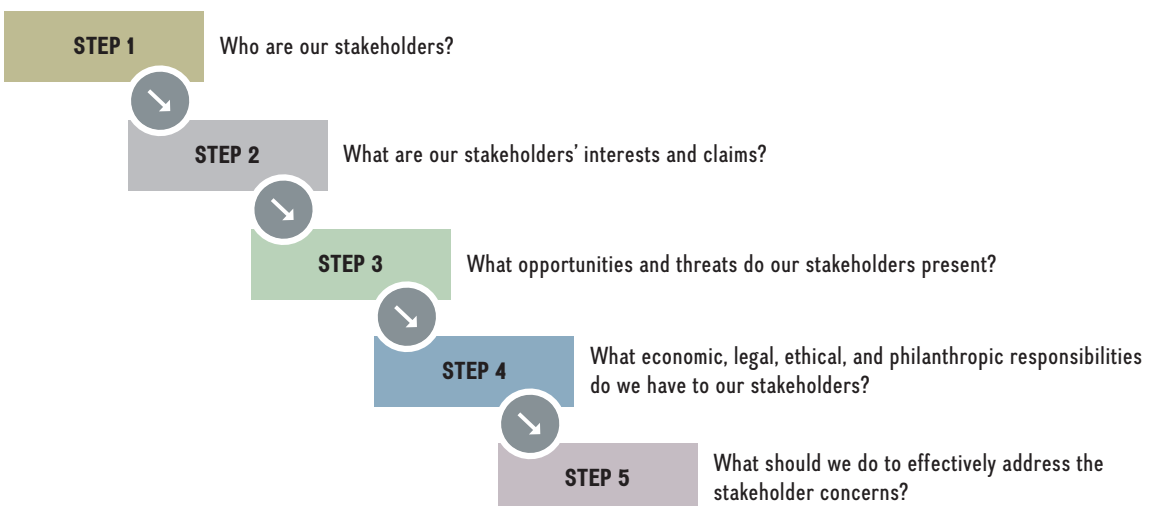 STEP 1
Who are our stakeholders?
STEP 2
What are our stakeholders’ interests and claims?
STEP 3
What opportunities and threats do our stakeholders present?
STEP 4
What economic, legal, ethical, and philanthropic responsibilities
do we have to our stakeholders?
STEP 5
What should we do to effectively address the
stakeholder concerns?